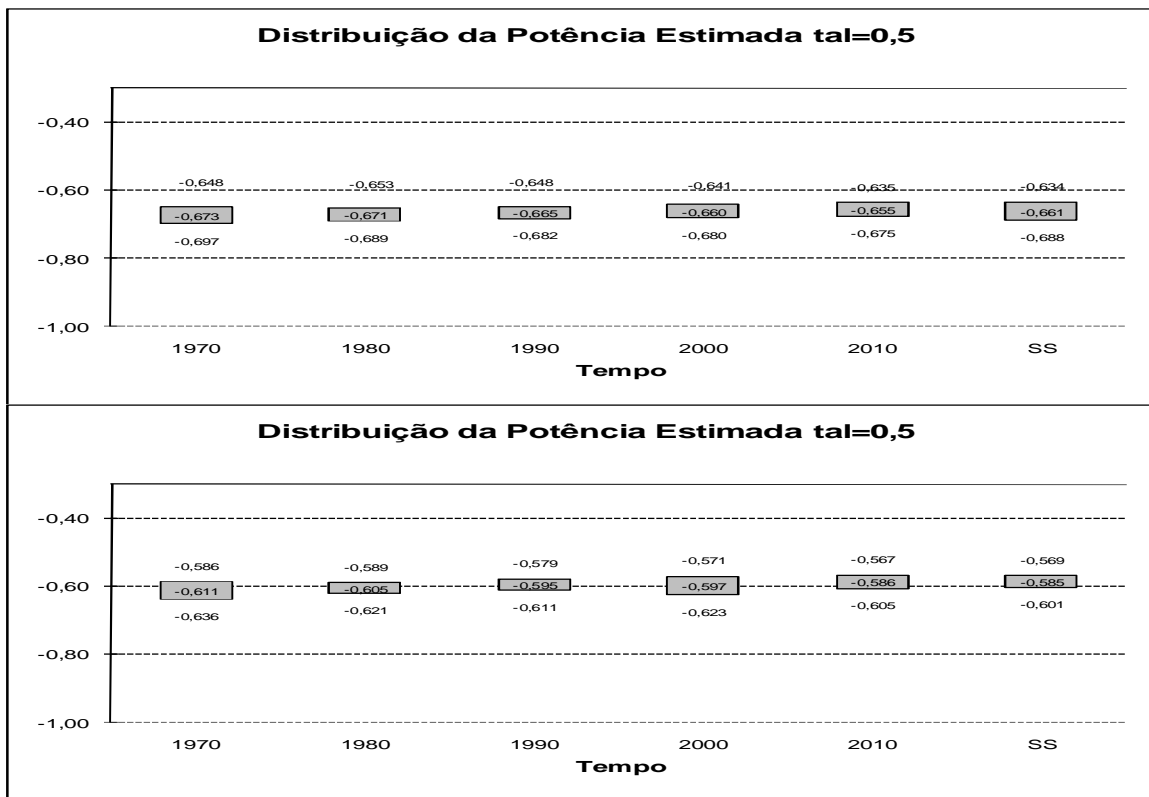 Distribuição da Potência Estimada tal=0,5
-0,40
-0,60
-0,80
-1,00
-0,648 -0,653 -0,648 -0,641 -0,635 -0,634
-0,673 -0,671 -0,665 -0,660 -0,655 -0,661
-0,697 -0,689 -0,682 -0,680 -0,675 -0,688
1970 1980 1990 2000 2010 SS
Tempo
Distribuição da Potência Estimada tal=0,5
-0,40
-0,60
-0,80
-1,00
-0,586 -0,589 -0,579 -0,571 -0,567 -0,569
-0,611 -0,605 -0,595 -0,597 -0,586 -0,585
-0,636 -0,621 -0,611 -0,623 -0,605 -0,601
1970 1980 1990 2000 2010 SS
Tempo